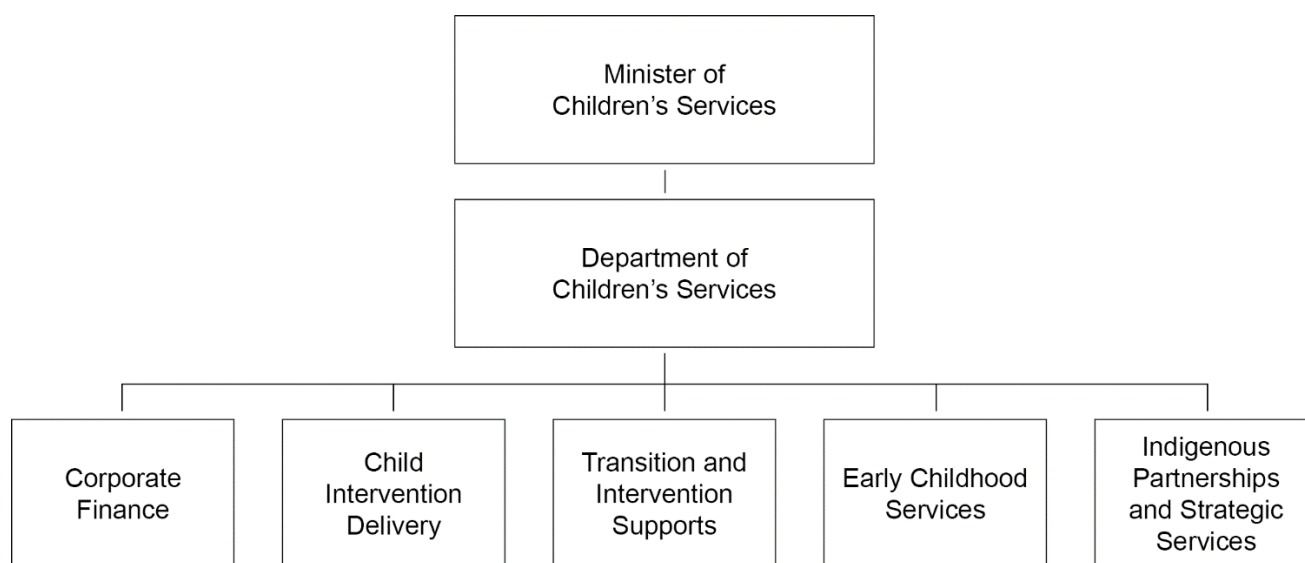 Minister of
Children’s Services
Department of
Children’s Services
Corporate
Finance
Child
Intervention
Delivery
Transition and
Intervention
Supports
Early Childhood
Services
Indigenous
Partnerships
and Strategic
Services